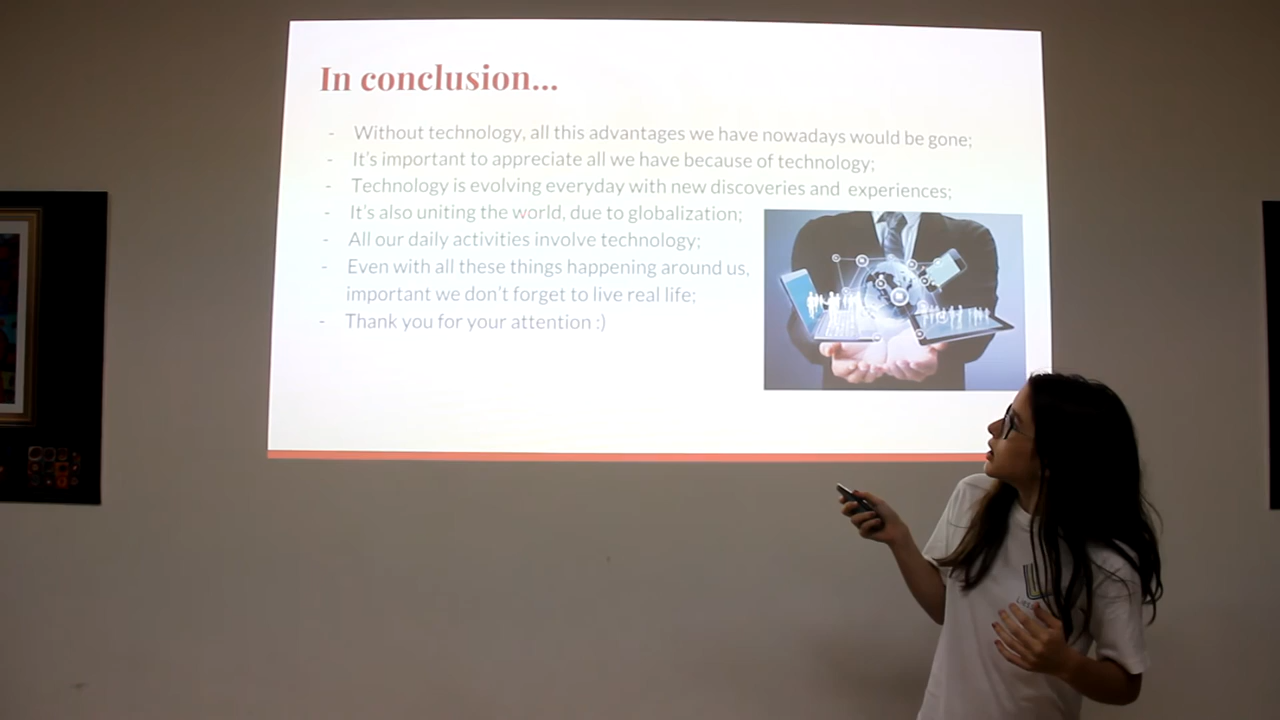 In conclusion...
- Without technology, all this advantages we have nowadays would be gone;
- It's important to appreciate all we have because of technology;
- Technology is evolving everyday with new discoveries and experiences;
- It's also uniting the world, due to globalization;
- All our daily activities involve technology;
- Even with all these things happening around us,
important we don't forget to live real life;
- Thank you for your attention :)